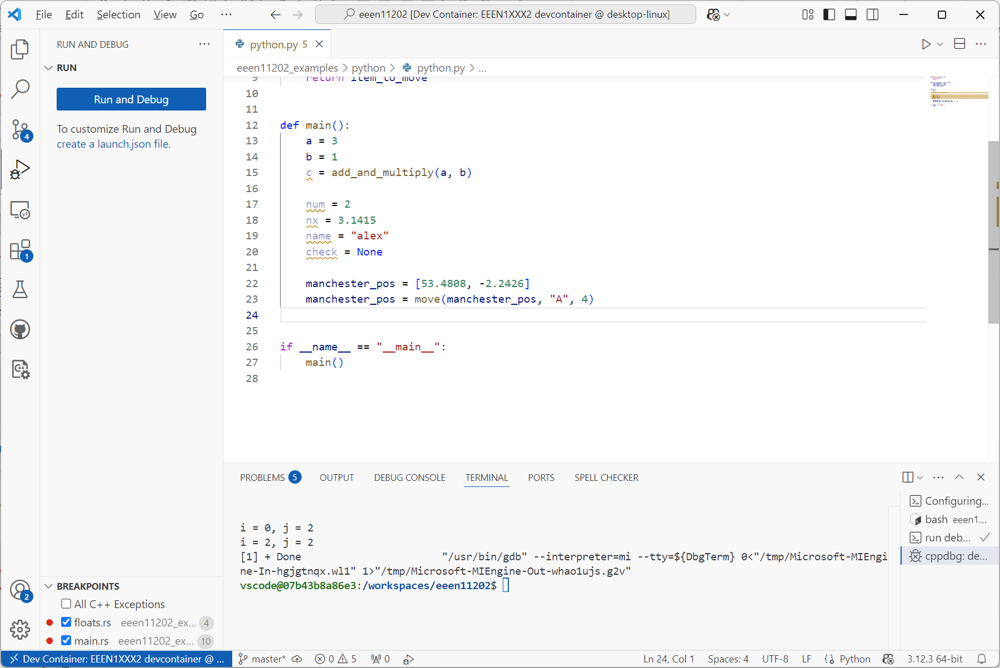 File Edit Selection View Go ··· eeen11202 [Dev Container: EEEN1XXX2 devcontainer @ desktop-linux]
RUN AND DEBUG
RUN
Run and Debug
To customize Run and Debug
create a launch.json file.
4
1
2
python.py 5
eeen11202_examples > python > python.py > ...
9 return item_to_move
10
11
12 def main():
13 a = 3
14 b = 1
15 c = add_and_multiply(a, b)
16
17 num = 2
18 nx = 3.1415
19 name = "alex"
20 check = None
21
22 manchester_pos = [53.4808, -2.2426]
23 manchester_pos = move(manchester_pos, "A", 4)
24
25
26 if __name__ == "__main__":
27 main()
28
PROBLEMS 5 OUTPUT DEBUG CONSOLE TERMINAL PORTS SPELL CHECKER
i = 0, j = 2
i = 2, j = 2
[1] + Done "/usr/bin/gdb" --interpreter=mi --tty=${DbgTerm} 0<"/tmp/Microsoft-MIEngi
ne-In-hgjgtnqx.wl1" 1>"/tmp/Microsoft-MIEngine-Out-whao1ujs.g2v"
vscode@07b43b8a86e3:/workspaces/eeen11202$
Configuring...
bash eeen1...
run deb...
cppdbg: de...
BREAKPOINTS
All C++ Exceptions
floats.rs eeen11202_ex... 4
main.rs eeen11202_ex... 10
Dev Container: EEEN1XXX2 devcontainer @ ... master* 0 5 0 Ln 24, Col 1 Spaces: 4 UTF-8 LF Python 3.12.3 64-bit